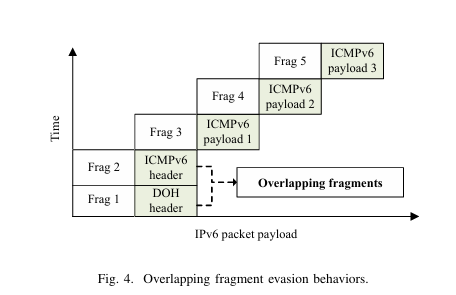 Frag 5
ICMPv6
payload 3
Frag 4
ICMPv6
payload 2
Frag 3
ICMPv6
payload 1
Frag 2
ICMPv6
header
Frag 1
DOH
header
Overlapping fragments
Time
IPv6 packet payload
Fig. 4. Overlapping fragment evasion behaviors.